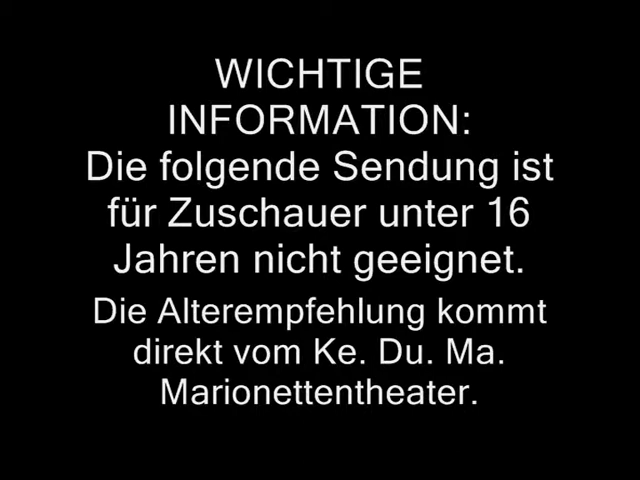 WICHTIGE
INFORMATION:
Die folgende Sendung ist
für Zuschauer unter 16
Jahren nicht geeignet.
Die Alterempfehlung kommt
direkt vom Ke. Du. Ma.
Marionettentheater.